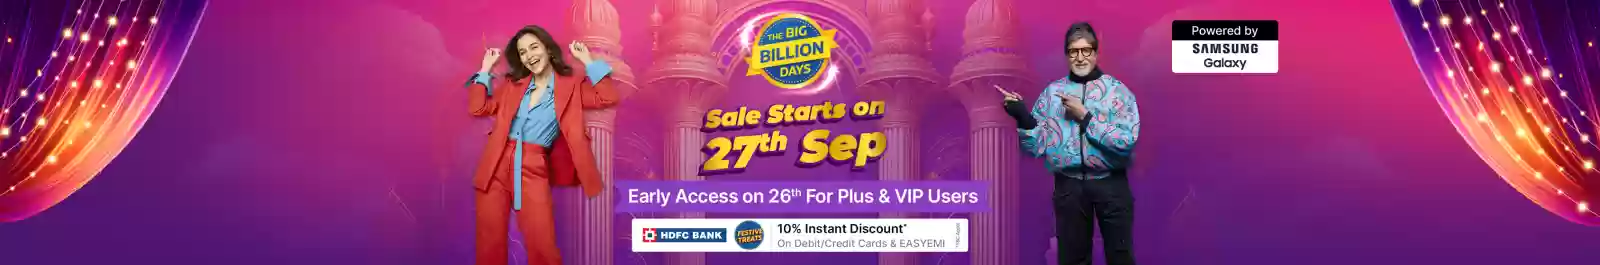 THE BIG
BILLION
DAYS
Sale Starts on
27th Sep
Early Access on 26th For Plus & VIP Users
HDFC BANK
FESTIVE
TREATS
10% Instant Discount*
On Debit/Credit Cards & EASYEMI
*T&C Apply
Powered by
SAMSUNG
Galaxy